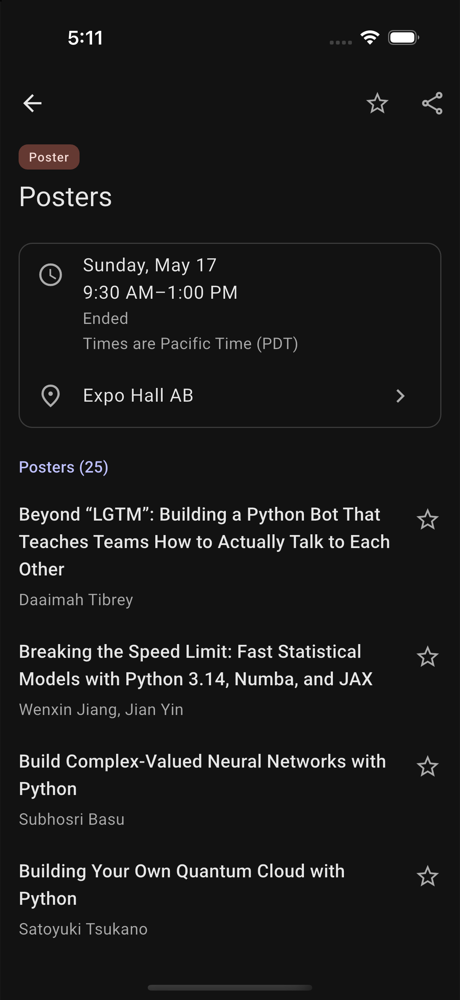 5:11
Poster
Posters
Sunday, May 17
9:30 AM–1:00 PM
Ended
Times are Pacific Time (PDT)
Expo Hall AB
Posters (25)
Beyond “LGTM”: Building a Python Bot That
Teaches Teams How to Actually Talk to Each
Other
Daaimah Tibrey
Breaking the Speed Limit: Fast Statistical
Models with Python 3.14, Numba, and JAX
Wenxin Jiang, Jian Yin
Build Complex-Valued Neural Networks with
Python
Subhosri Basu
Building Your Own Quantum Cloud with
Python
Satoyuki Tsukano